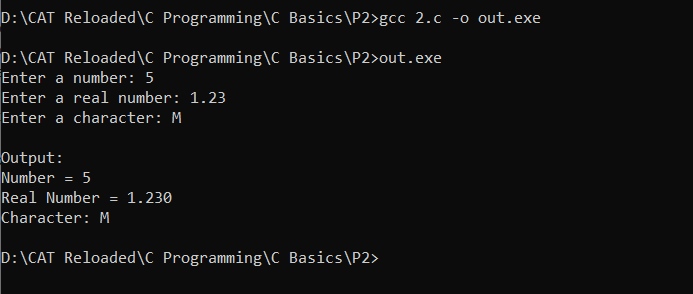 D:\CAT Reloaded\C Programming\C Basics\P2>gcc 2.c -o out.exe
D:\CAT Reloaded\C Programming\C Basics\P2>out.exe
Enter a number: 5
Enter a real number: 1.23
Enter a character: M
Output:
Number = 5
Real Number = 1.230
Character: M
D:\CAT Reloaded\C Programming\C Basics\P2>